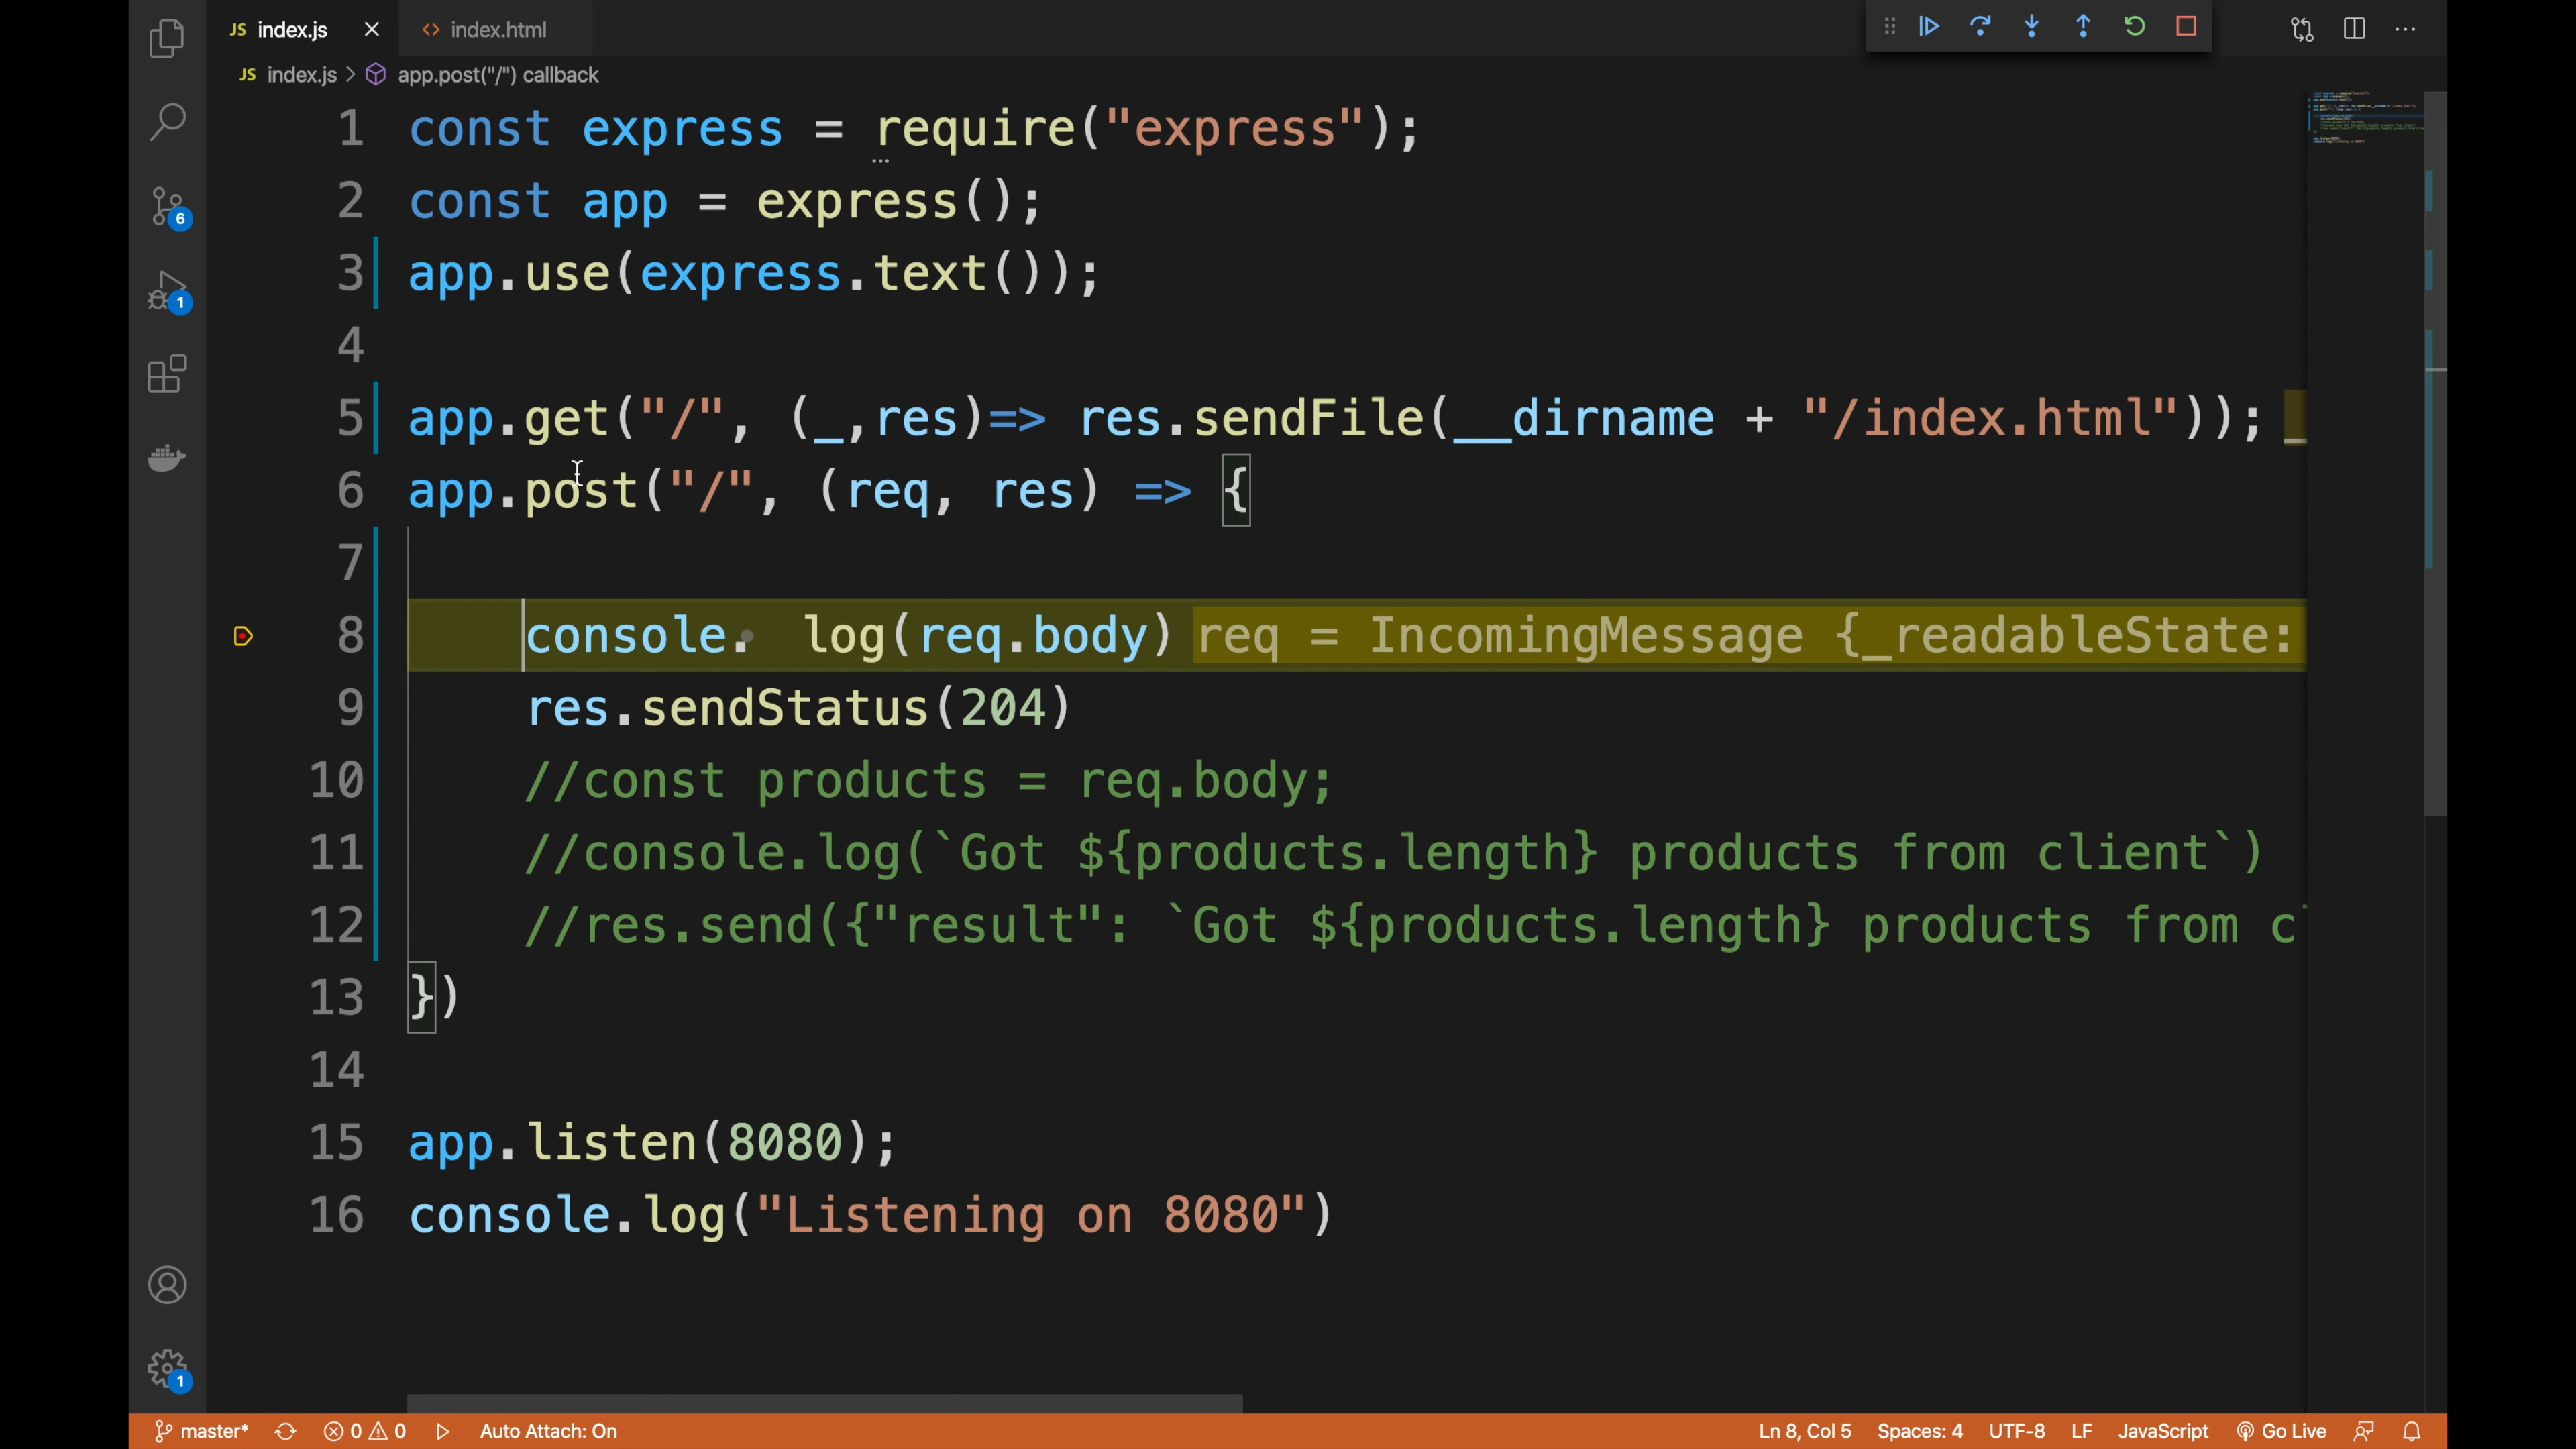 JS index.js
<> index.html
JS index.js > app.post("/") callback
1 const express = require("express");
2 const app = express();
3 app.use(express.text());
4
5 app.get("/", (_,res)=> res.sendFile(__dirname + "/index.html"));
6 app.post("/", (req, res) => {
7
8 console. log(req.body) req = IncomingMessage {_readableState:
9 res.sendStatus(204)
10 //const products = req.body;
11 //console.log(`Got ${products.length} products from client`)
12 //res.send({"result": `Got ${products.length} products from c
13 })
14
15 app.listen(8080);
16 console.log("Listening on 8080")
6
1
1
master* 0 0 Auto Attach: On Ln 8, Col 5 Spaces: 4 UTF-8 LF JavaScript Go Live